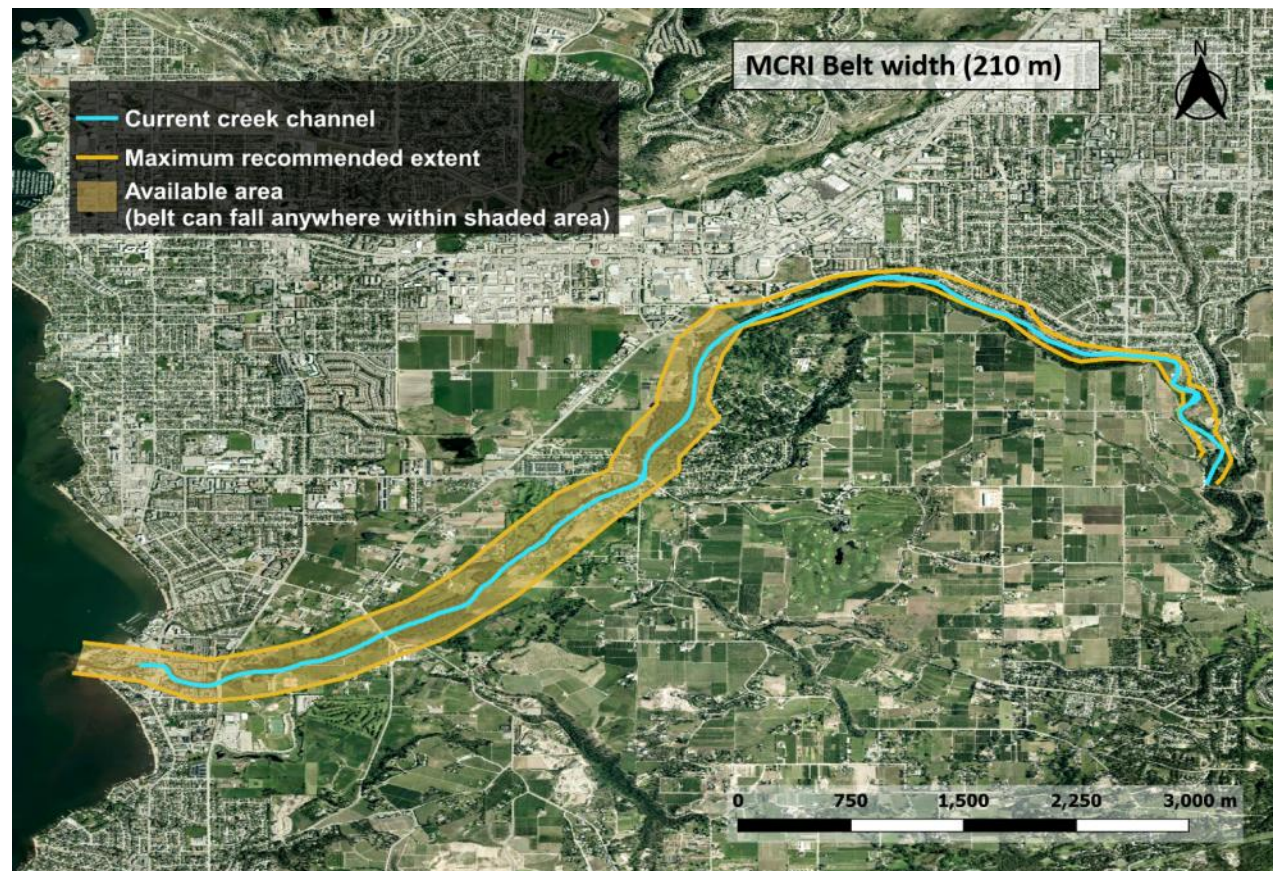 MCRI Belt width (210 m)
N
Current creek channel
Maximum recommended extent
Available area
(belt can fall anywhere within shaded area)
0 750 1,500 2,250 3,000 m